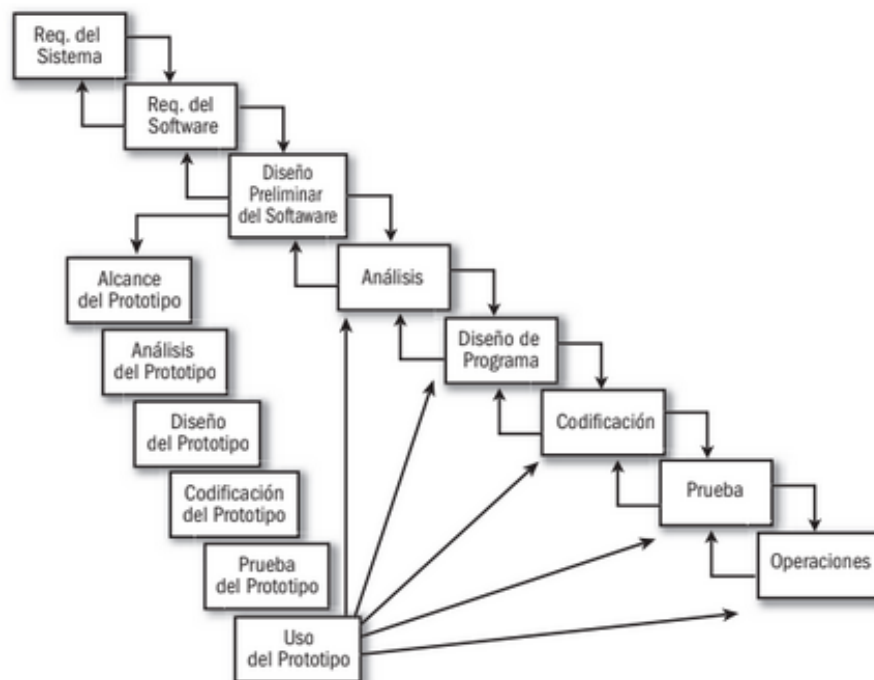 Req. del
Sistema
Req. del
Software
Diseño
Preliminar
del Softaware
Alcance
del Prototipo
Análisis
Análisis
del Prototipo
Diseño de
Programa
Diseño
del Prototipo
Codificación
Codificación
del Prototipo
Prueba
Prueba
del Prototipo
Operaciones
Uso
del Prototipo